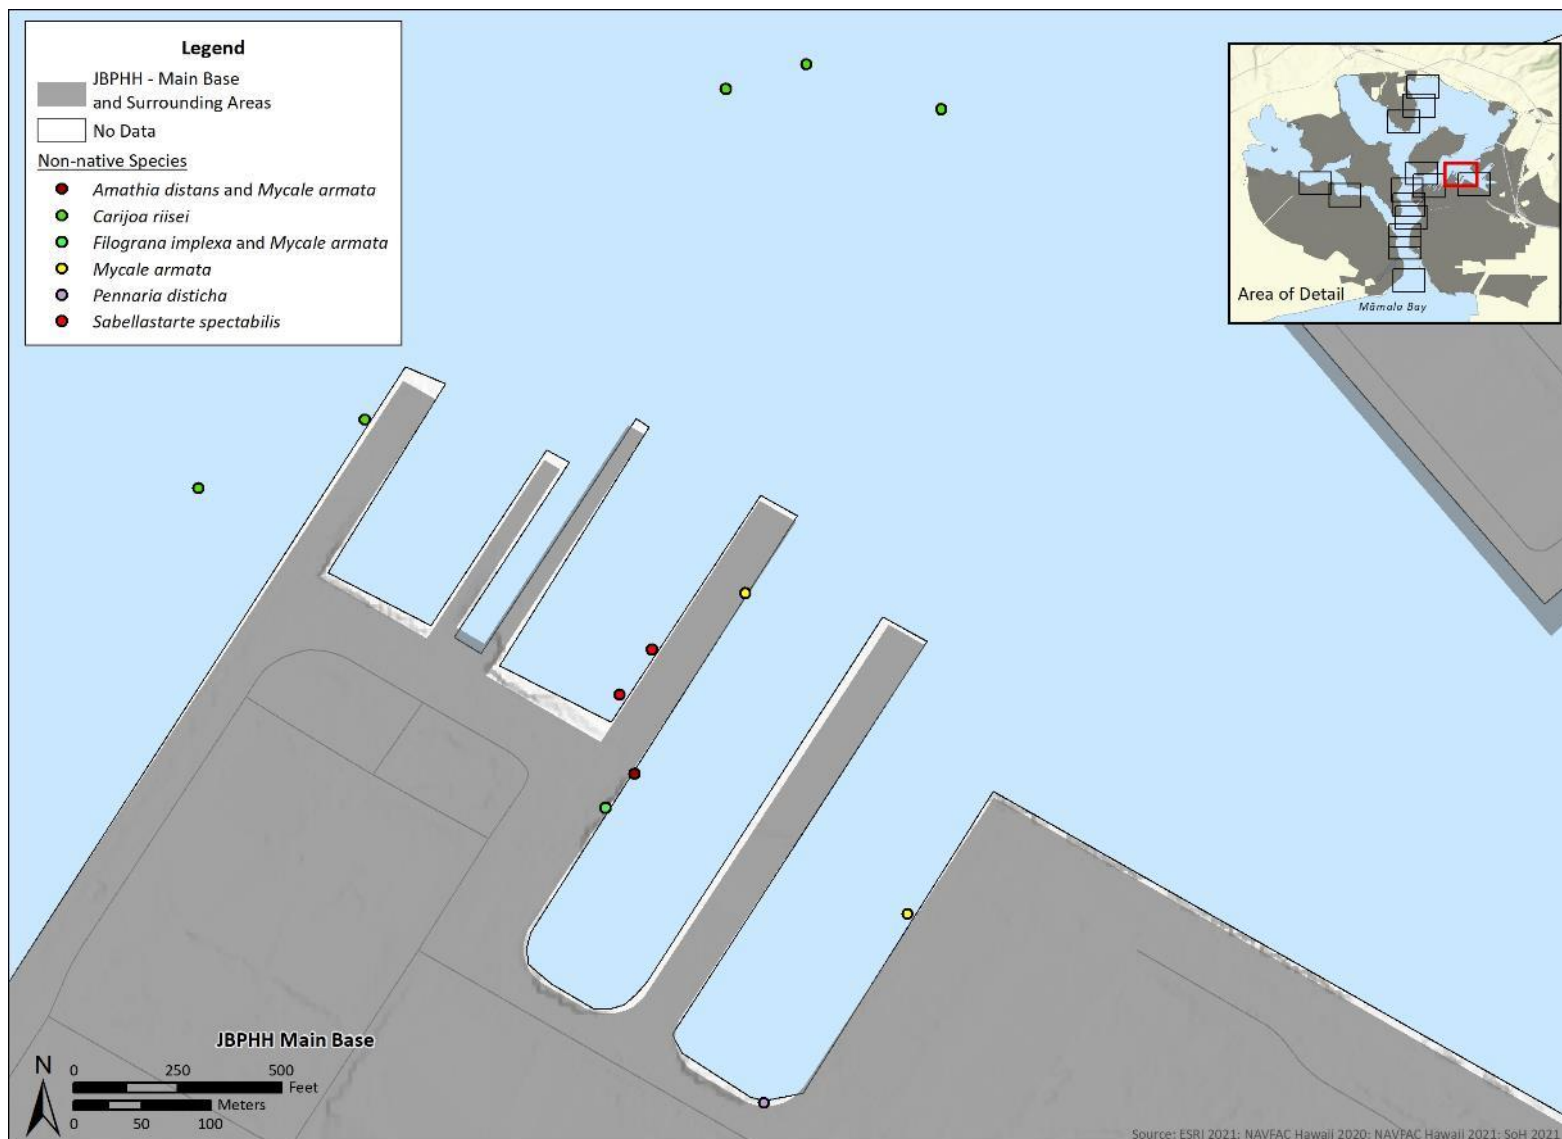 Legend
JBPHH - Main Base
and Surrounding Areas
No Data
Non-native Species
Amathia distans and Mycale armata
Carijoa riisei
Filograna implexa and Mycale armata
Mycale armata
Pennaria disticha
Sabellastarte spectabilis
Area of Detail
Māmala Bay
JBPHH Main Base
N
0 250 500
Feet
Meters
0 50 100
Source: ESRI 2021; NAVFAC Hawaii 2020; NAVFAC Hawaii 2021; SoH 2021